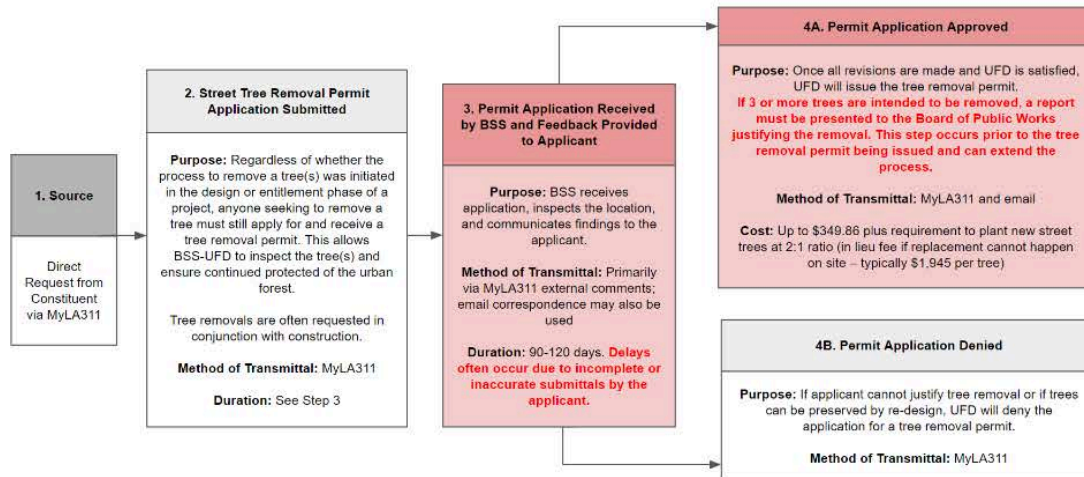 1. Source
Direct
Request from
Constituent
via MyLA311
2. Street Tree Removal Permit
Application Submitted
Purpose: Regardless of whether the
process to remove a tree(s) was initiated
in the design or entitlement phase of a
project, anyone seeking to remove a
tree must still apply for and receive a
tree removal permit. This allows
BSS-UFD to inspect the tree(s) and
ensure continued protected of the urban
forest.
Tree removals are often requested in
conjunction with construction.
Method of Transmittal: MyLA311
Duration: See Step 3
3. Permit Application Received
by BSS and Feedback Provided
to Applicant
Purpose: BSS receives
application, inspects the location,
and communicates findings to the
applicant.
Method of Transmittal: Primarily
via MyLA311 external comments;
email correspondence may also be
used
Duration: 90-120 days. Delays
often occur due to incomplete or
inaccurate submittals by the
applicant.
4A. Permit Application Approved
Purpose: Once all revisions are made and UFD is satisfied,
UFD will issue the tree removal permit.
If 3 or more trees are intended to be removed, a report
must be presented to the Board of Public Works
justifying the removal. This step occurs prior to the tree
removal permit being issued and can extend the
process.
Method of Transmittal: MyLA311 and email
Cost: Up to $349.86 plus requirement to plant new street
trees at 2:1 ratio (in lieu fee if replacement cannot happen
on site – typically $1,945 per tree)
4B. Permit Application Denied
Purpose: If applicant cannot justify tree removal or if trees
can be preserved by re-design, UFD will deny the
application for a tree removal permit.
Method of Transmittal: MyLA311